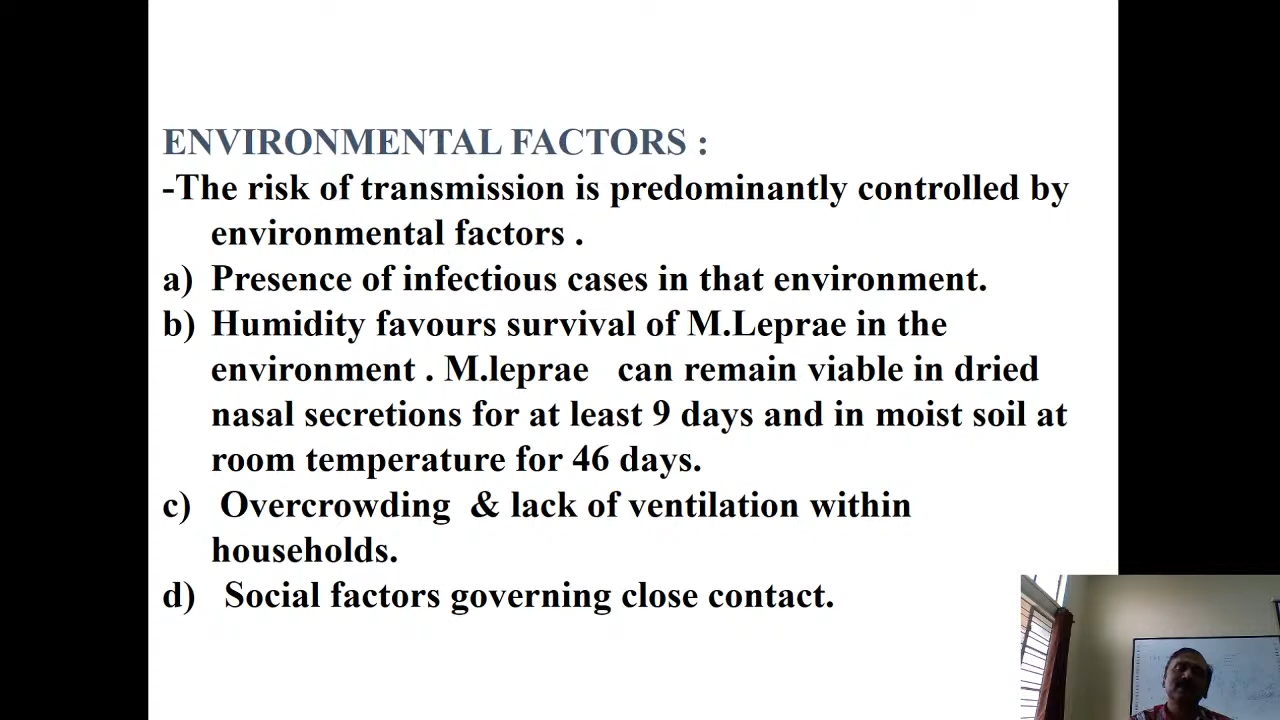 ENVIRONMENTAL FACTORS :
-The risk of transmission is predominantly controlled by
environmental factors .
a) Presence of infectious cases in that environment.
b) Humidity favours survival of M.Leprae in the
environment . M.leprae can remain viable in dried
nasal secretions for at least 9 days and in moist soil at
room temperature for 46 days.
c) Overcrowding & lack of ventilation within
households.
d) Social factors governing close contact.